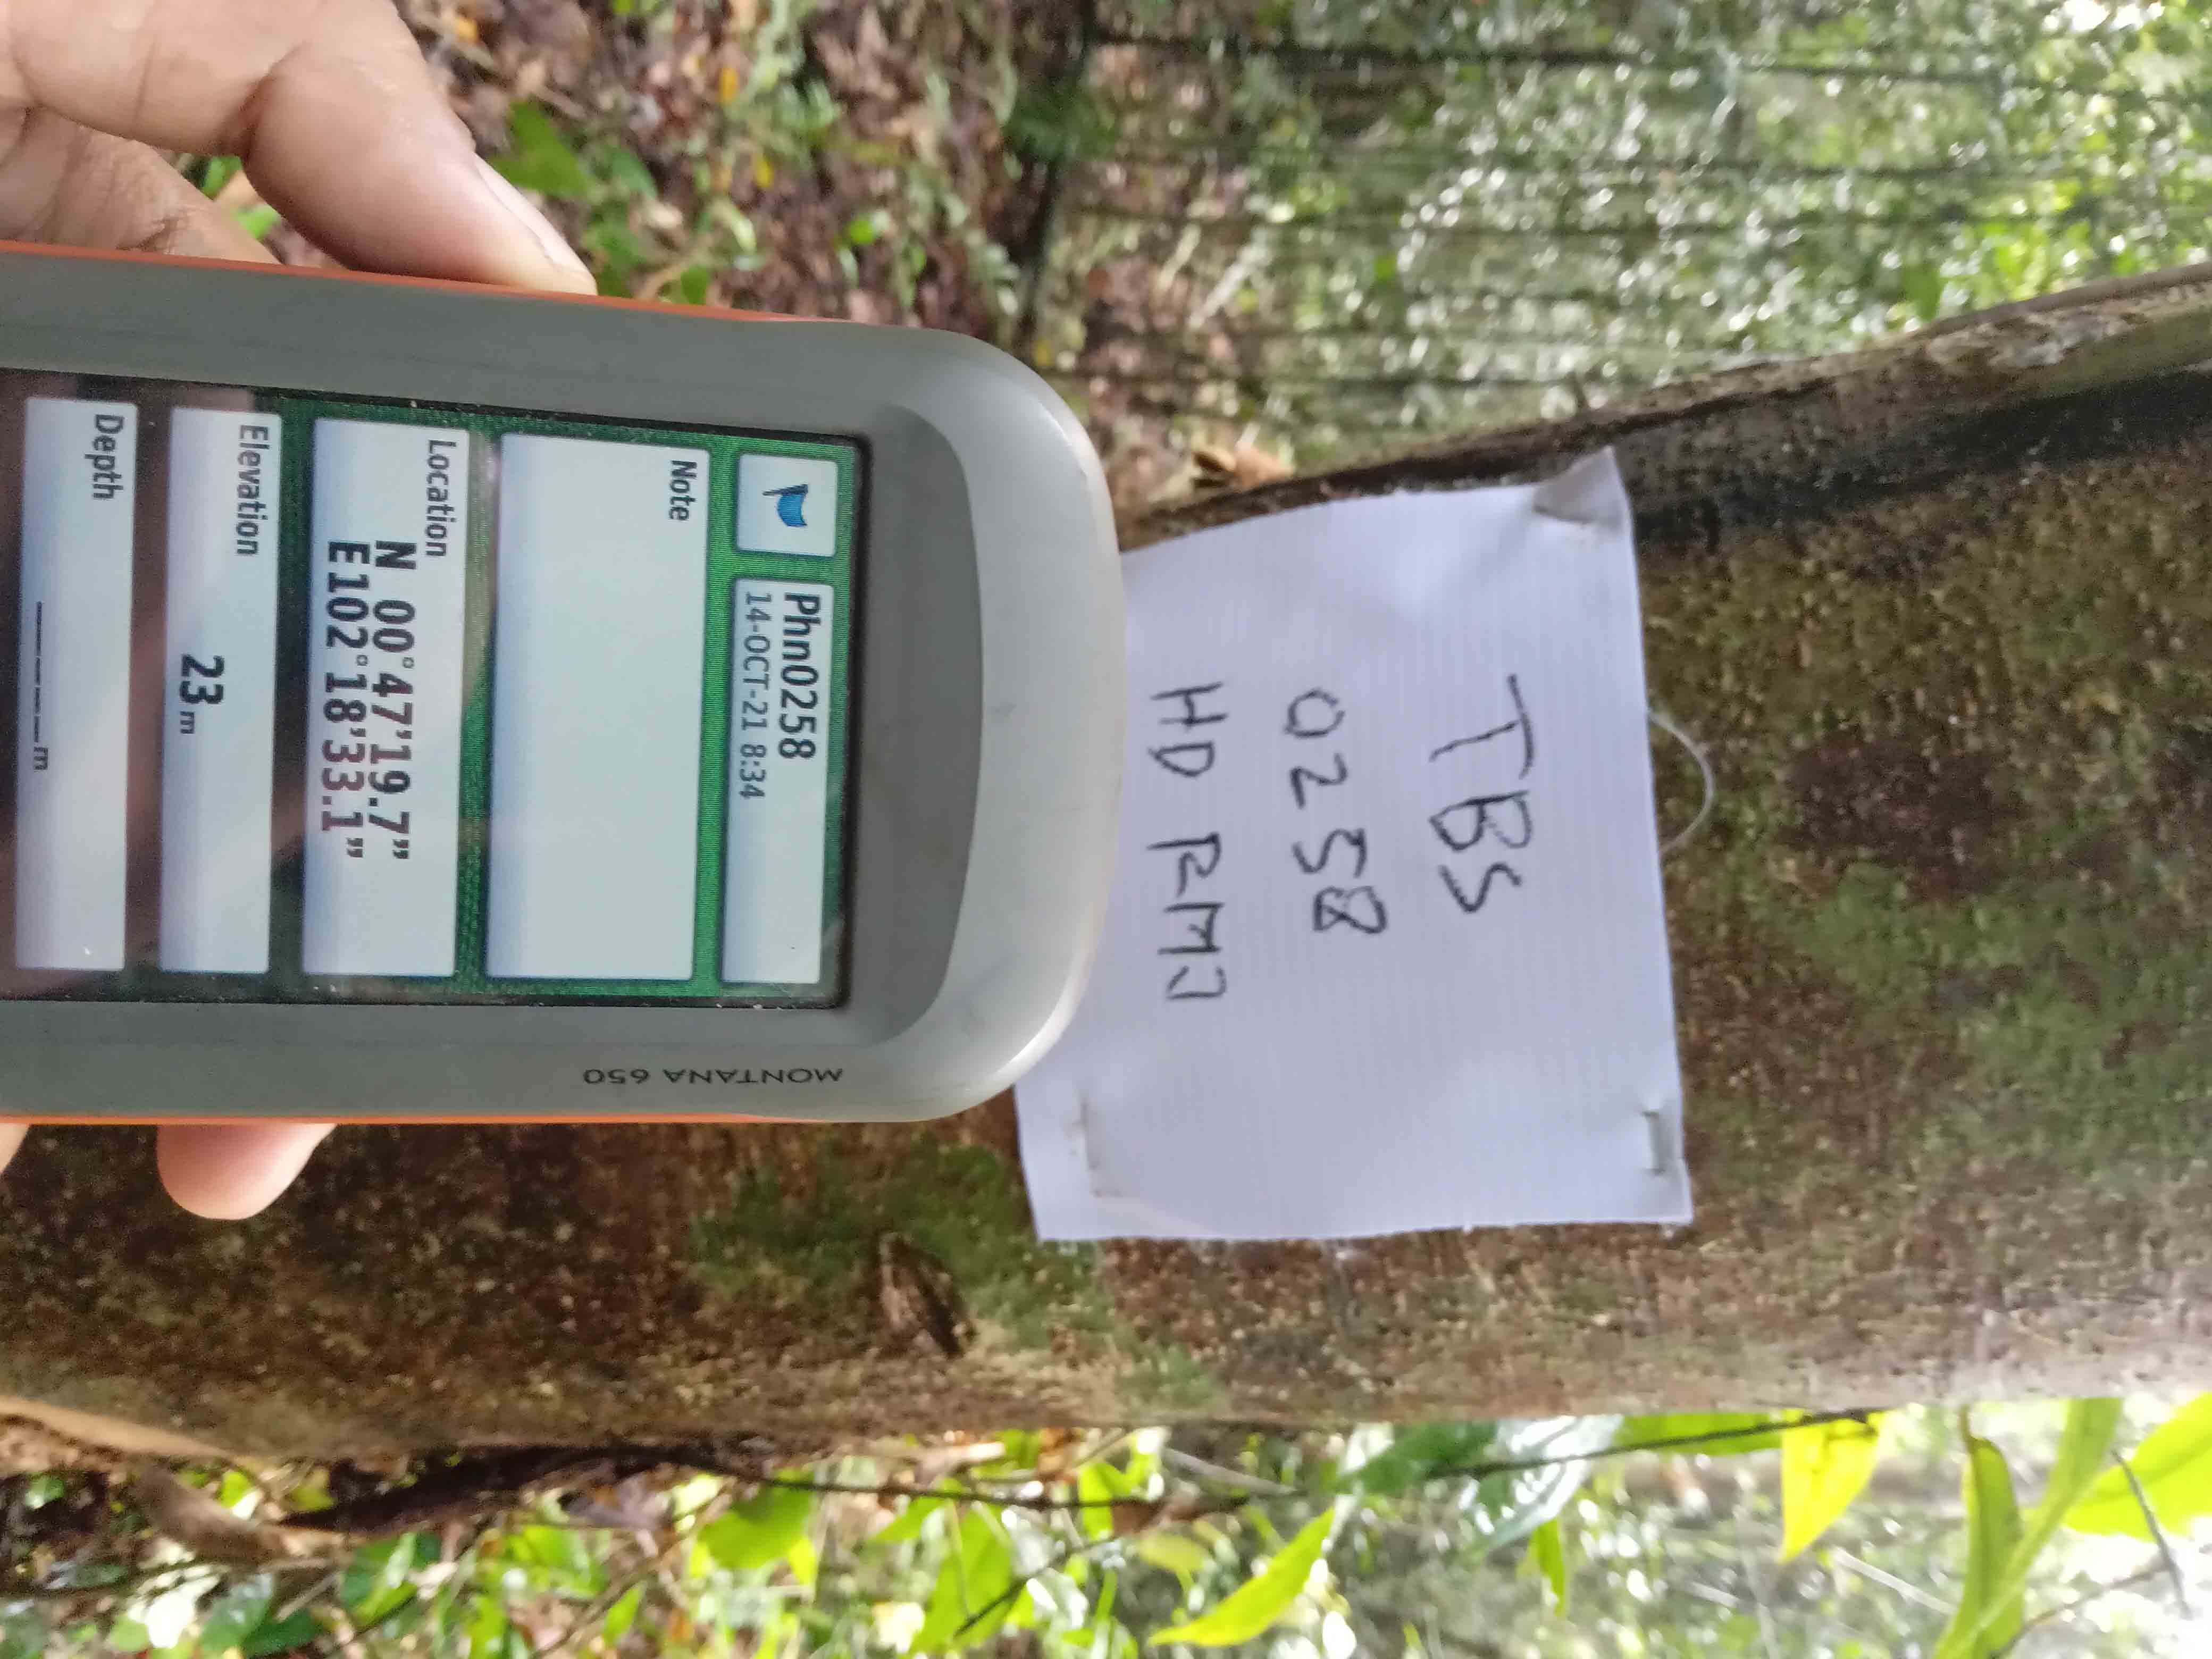 Phn0258
14-OCT-21 8:34
Note
Location
N 00°47'19.7"
E102°18'33.1"
Elevation
23 m
Depth
_____m
MONTANA 650
TBS
0258
HD RMJ